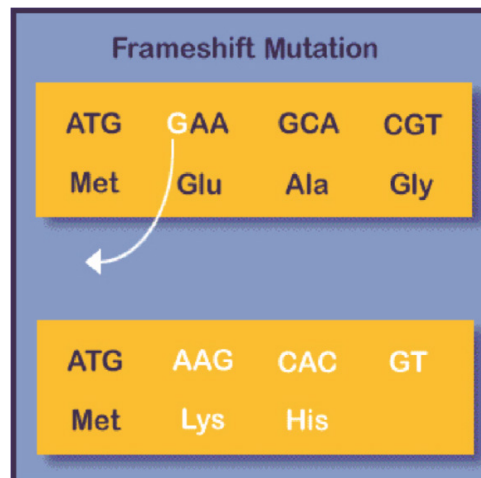 Frameshift Mutation
ATG GAA GCA CGT
Met Glu Ala Gly
ATG AAG CAC GT
Met Lys His